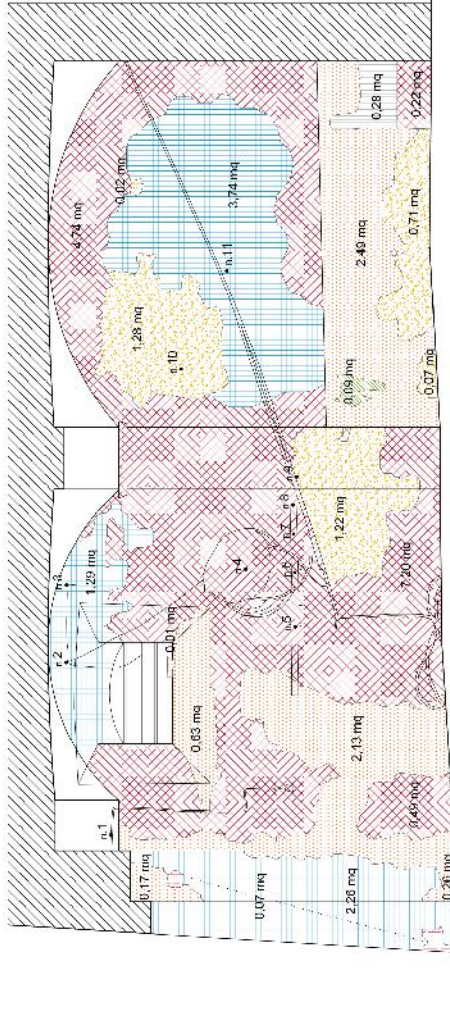 0,28 mq
0,22 mq
0,02 mq
4,74 mq
3,74 mq
2,49 mq
0,71 mq
n.11
1,28 mq
n.10
0,09 mq
0,07 mq
n.9
n.8
n.7
1,22 mq
n.3
n.4
n.6
7,20 mq
1,29 mq
n.2
0,01 mq
n.5
0,63 mq
2,13 mq
n.1
0,49 mq
0,17 mq
0,07 mq
2,26 mq
0,26 mq